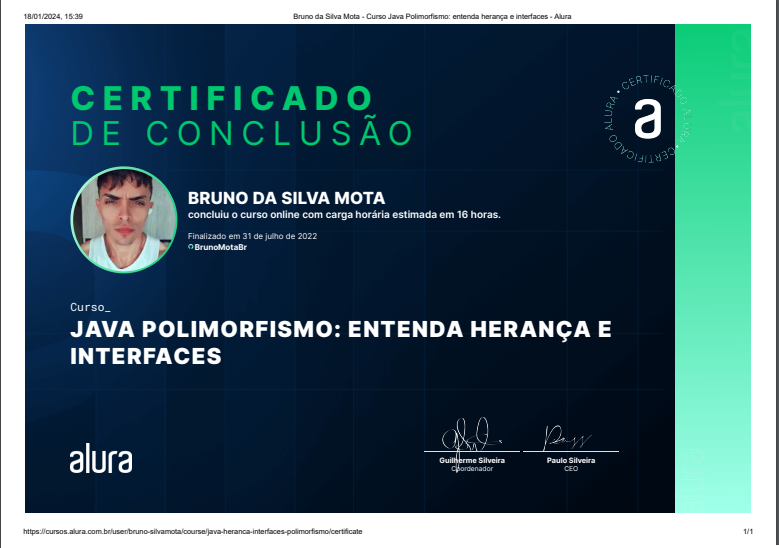 18/01/2024, 15:39
Bruno da Silva Mota - Curso Java Polimorfismo: entenda herança e interfaces - Alura
CERTIFICADO
DE CONCLUSÃO
CERTIFICADO ALURA • CERTIFICADO ALURA •
a
BRUNO DA SILVA MOTA
concluiu o curso online com carga horária estimada em 16 horas.
Finalizado em 31 de julho de 2022
BrunoMotaBr
Curso_
JAVA POLIMORFISMO: ENTENDA HERANÇA E
INTERFACES
alura
Guilherme Silveira
Coordenador
Paulo Silveira
CEO
alura
https://cursos.alura.com.br/user/bruno-silvamota/course/java-heranca-interfaces-polimorfismo/certificate
1/1